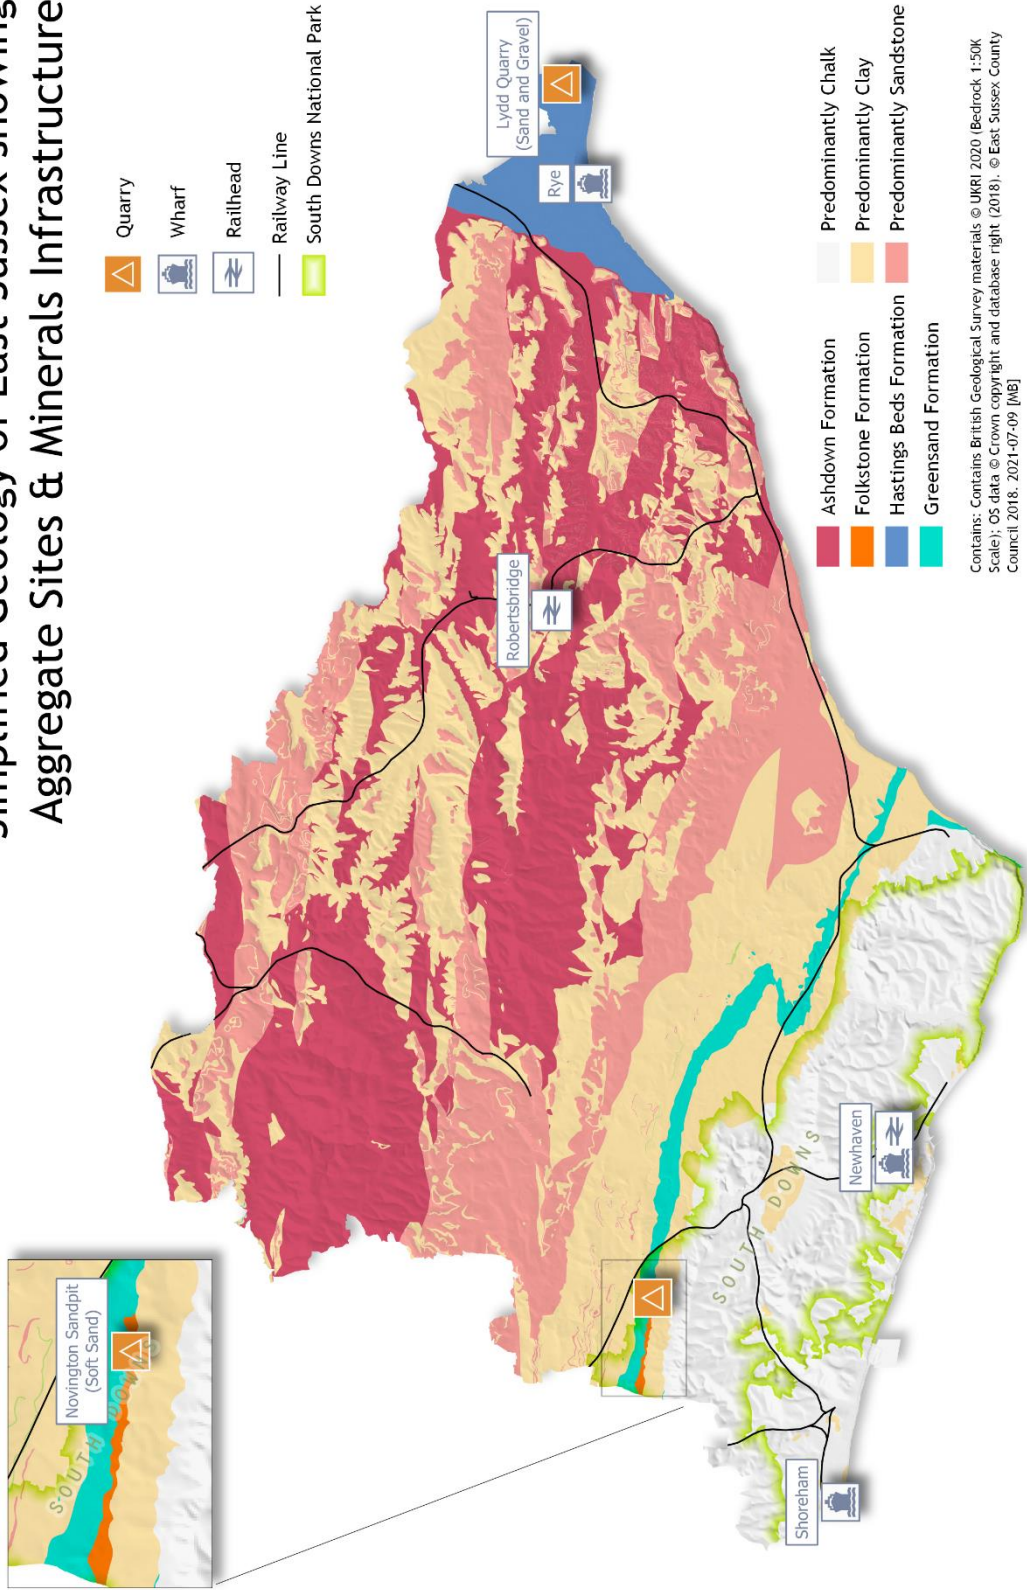 Simplified Geology of East Sussex showing
Aggregate Sites & Minerals Infrastructure
Quarry
Wharf
Railhead
Railway Line
South Downs National Park
Novington Sandpit
(Soft Sand)
SOUTH DOWNS
Lydd Quarry
(Sand and Gravel)
Rye
Robertsbridge
SOUTH DOWNS
Newhaven
Shoreham
Ashdown Formation
Folkstone Formation
Hastings Beds Formation
Greensand Formation
Predominantly Chalk
Predominantly Clay
Predominantly Sandstone
Contains: Contains British Geological Survey materials © UKRI 2020 (Bedrock 1:50K
Scale); OS data © Crown copyright and database right (2018). © East Sussex County
Council 2018. 2021-07-09 [MB]